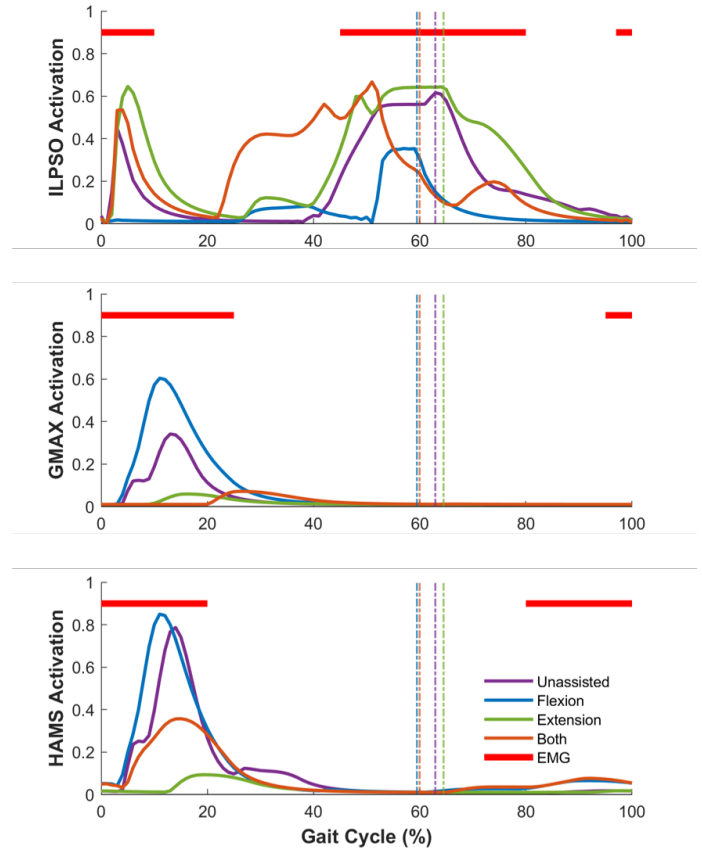 1
0.8
0.6
0.4
0.2
0
ILPSO Activation
0 20 40 60 80 100
1
0.8
0.6
0.4
0.2
0
GMAX Activation
0 20 40 60 80 100
1
0.8
0.6
0.4
0.2
0
HAMS Activation
Unassisted
Flexion
Extension
Both
EMG
0 20 40 60 80 100
Gait Cycle (%)